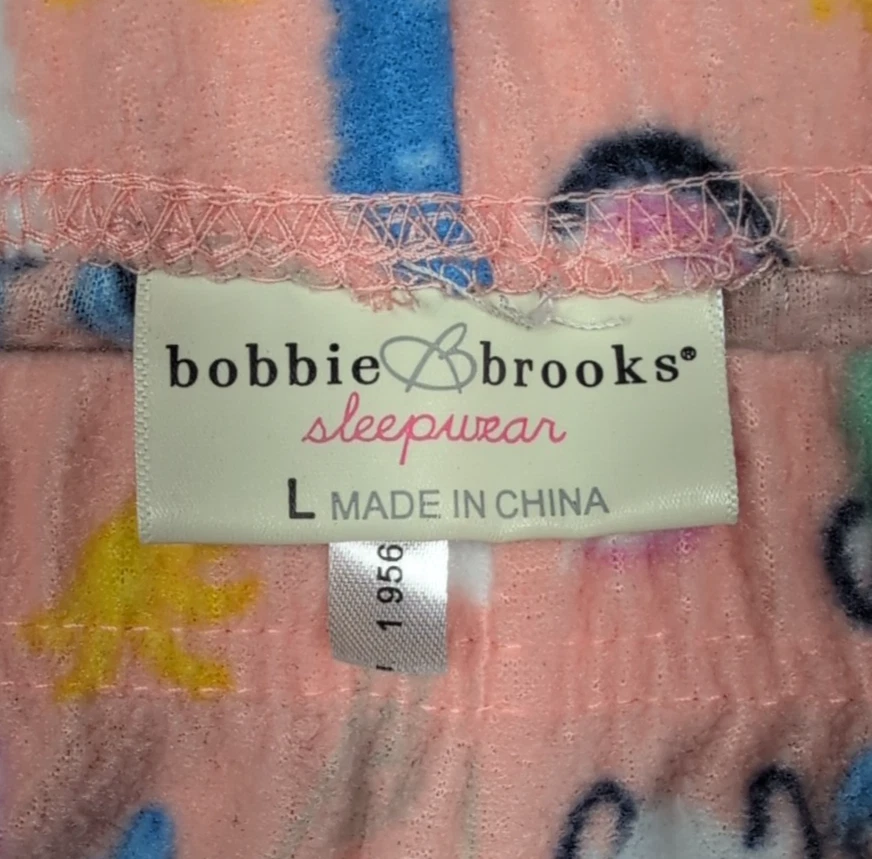 bobbie B brooks®
sleepwear
L MADE IN CHINA
1956